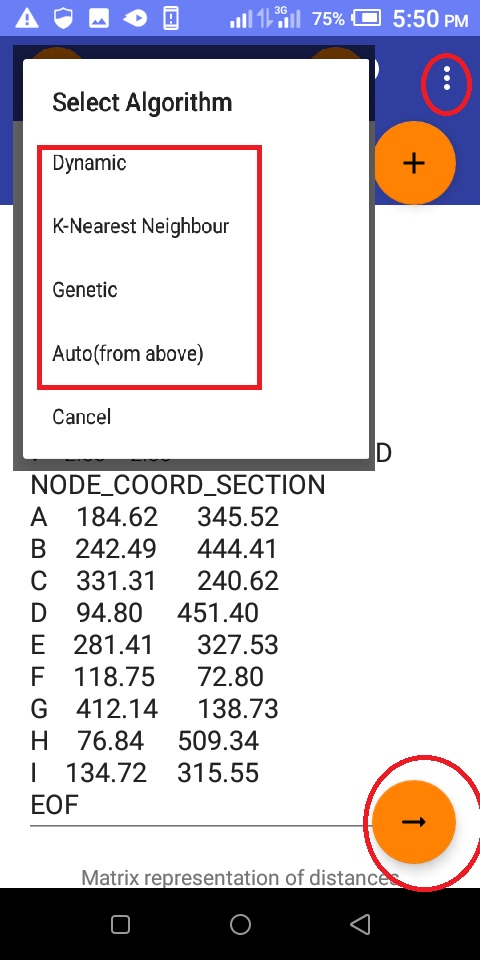 3G 75% 5:50 PM
Select Algorithm
Dynamic
K-Nearest Neighbour
Genetic
Auto(from above)
Cancel
D
NODE_COORD_SECTION
A 184.62 345.52
B 242.49 444.41
C 331.31 240.62
D 94.80 451.40
E 281.41 327.53
F 118.75 72.80
G 412.14 138.73
H 76.84 509.34
I 134.72 315.55
EOF
Matrix representation of distances